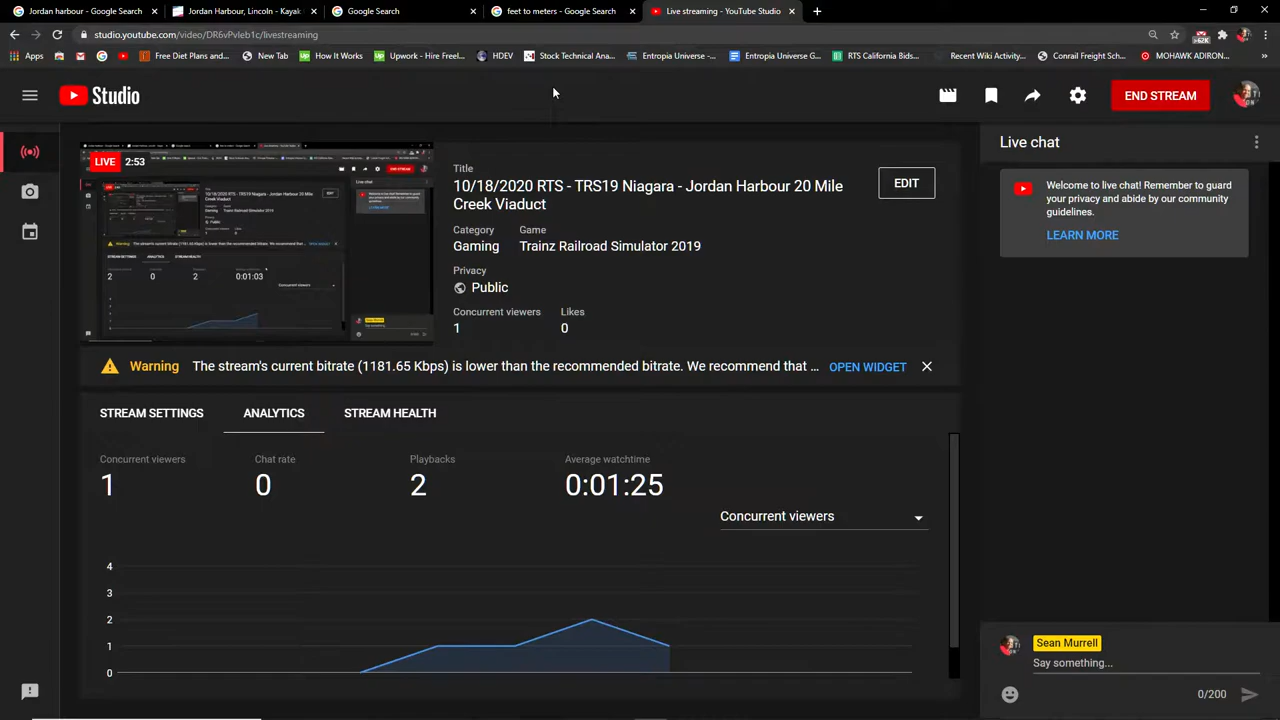 Jordan harbour - Google Search
Jordan Harbour, Lincoln - Kayak
Google Search
feet to meters - Google Search
Live streaming - YouTube Studio
studio.youtube.com/video/DR6vPvIeb1c/livestreaming
Apps
Free Diet Plans and...
New Tab
How It Works
Upwork - Hire Freel...
HDEV
Stock Technical Ana...
Entropia Universe -...
Entropia Universe G...
RTS California Bids...
Recent Wiki Activity...
Conrail Freight Sch...
MOHAWK ADIRON...
»
Studio
END STREAM
LIVE 2:53
Title
10/18/2020 RTS - TRS19 Niagara - Jordan Harbour 20 Mile
Creek Viaduct
EDIT
Category
Game
Gaming
Trainz Railroad Simulator 2019
Privacy
Public
Concurrent viewers
Likes
1
0
Warning
The stream's current bitrate (1181.65 Kbps) is lower than the recommended bitrate. We recommend that ...
OPEN WIDGET
STREAM SETTINGS
ANALYTICS
STREAM HEALTH
Concurrent viewers
Chat rate
Playbacks
Average watchtime
1
0
2
0:01:25
Concurrent viewers
4
3
2
1
0
Live chat
Welcome to live chat! Remember to guard
your privacy and abide by our community
guidelines.
LEARN MORE
Sean Murrell
Say something...
0/200